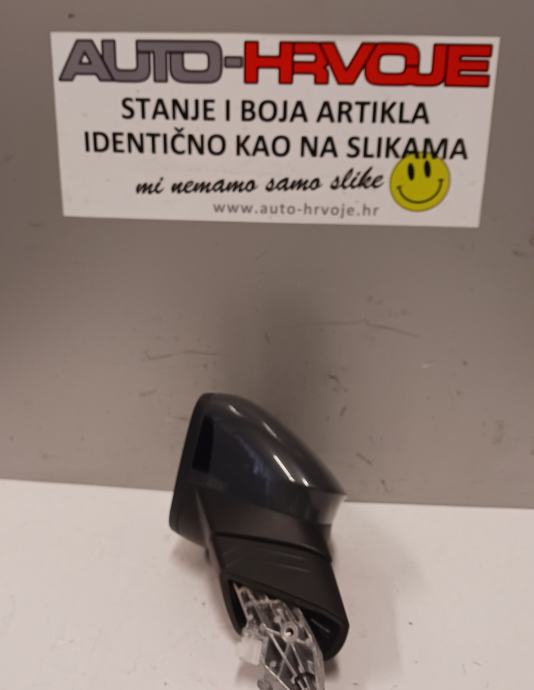 AUTO-HRVOJE
STANJE I BOJA ARTIKLA
IDENTIČNO KAO NA SLIKAMA
mi nemamo samo slike
www.auto-hrvoje.hr